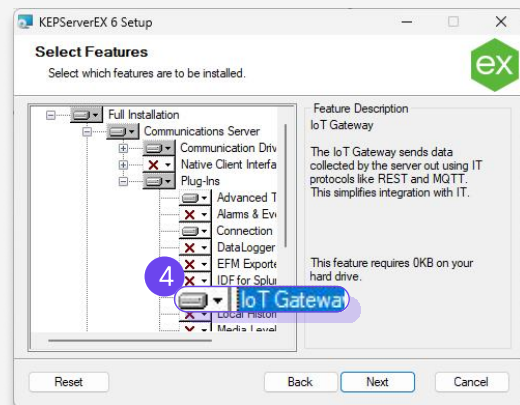 KEPServerEX 6 Setup
Select Features
Select which features are to be installed.
ex
Full Installation
Communications Server
Communication Driv
Native Client Interfa
Plug-Ins
Advanced T
Alarms & Eve
Connection
DataLogger
EFM Exporte
IDF for Splun
4
IoT Gateway
Local Histori
Media Level
Feature Description
IoT Gateway
The IoT Gateway sends data
collected by the server out using IT
protocols like REST and MQTT.
This simplifies integration with IT.
This feature requires 0KB on your
hard drive.
Reset
Back
Next
Cancel